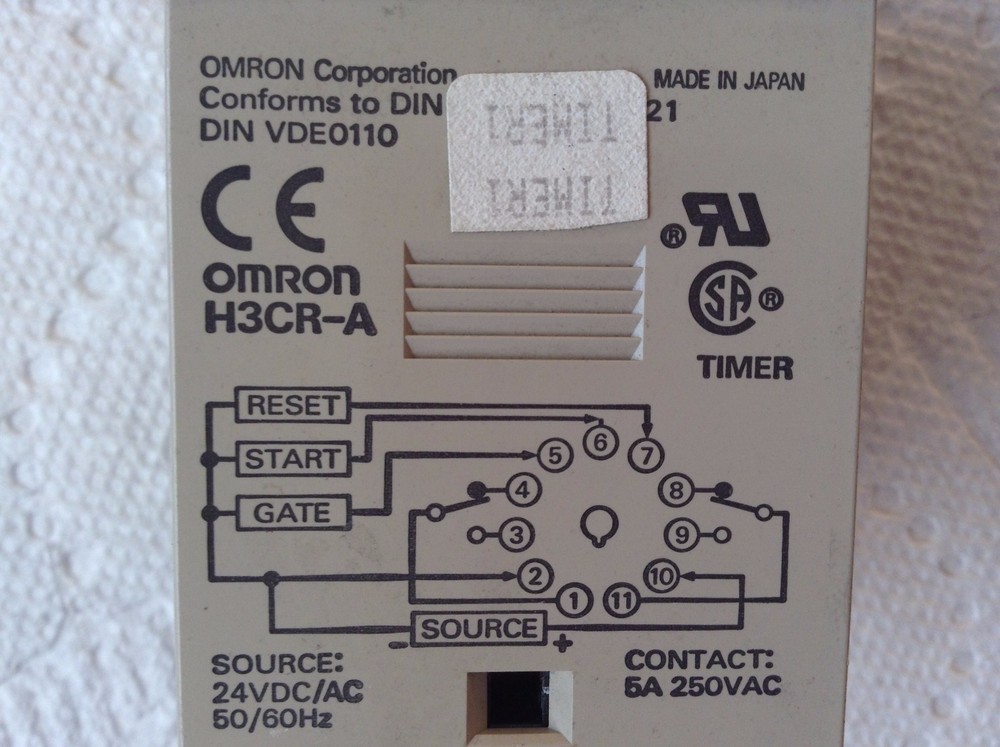 OMRON Corporation MADE IN JAPAN
Conforms to DIN 21
DIN VDE0110
TIMER1
TIMER1
CE
OMRON
H3CR-A
® RU
SA ®
TIMER
RESET
START
GATE
6
5 7
4 8
3 9
2 10
1 11
- SOURCE +
SOURCE:
24VDC/AC
50/60Hz
CONTACT:
5A 250VAC